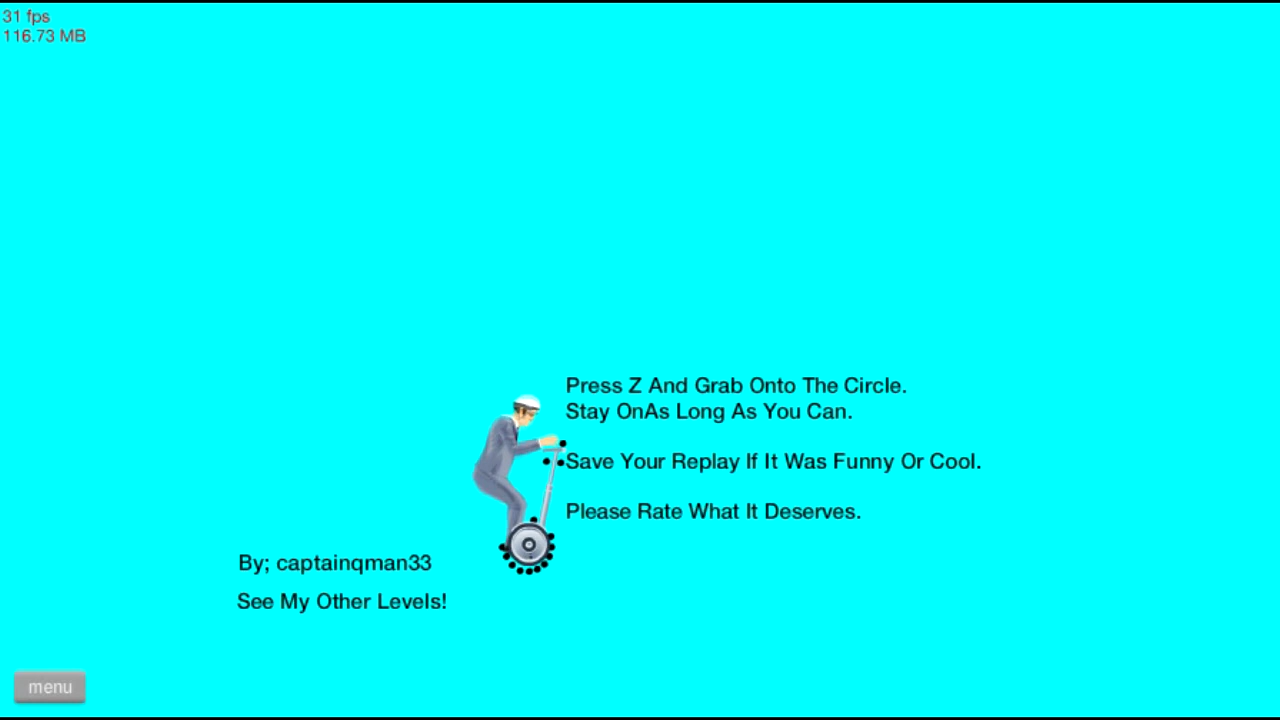 31 fps
116.73 MB
Press Z And Grab Onto The Circle.
Stay OnAs Long As You Can.
Save Your Replay If It Was Funny Or Cool.
Please Rate What It Deserves.
By; captainqman33
See My Other Levels!
menu